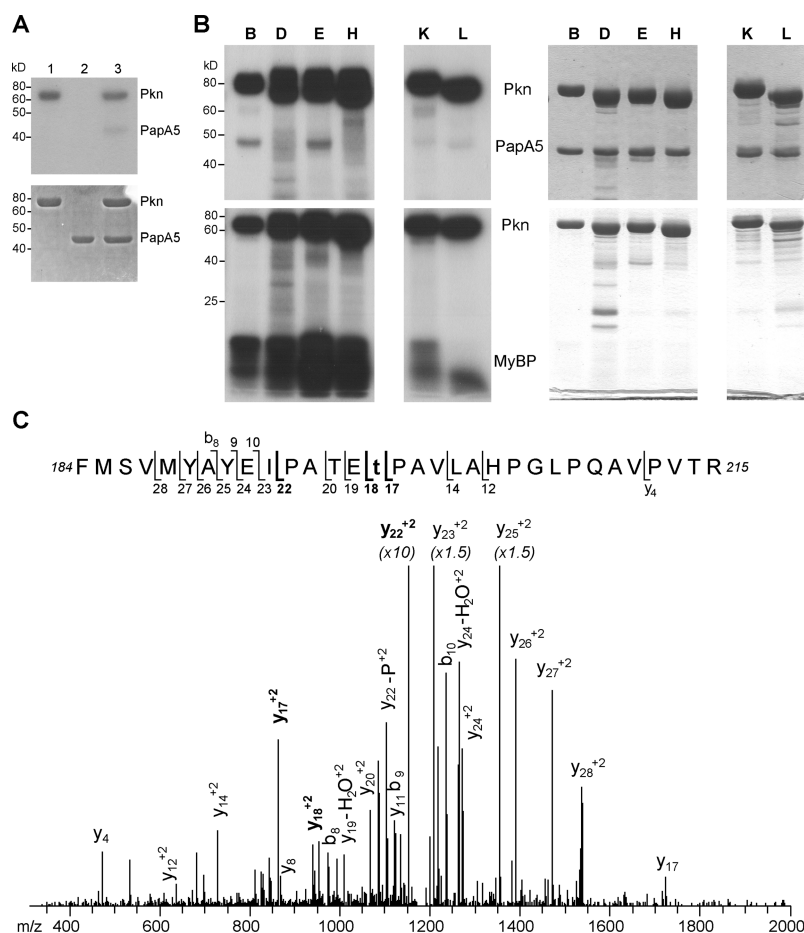 A
1 2 3
kD
80
60
40
Pkn
PapA5
80
60
40
Pkn
PapA5
B
B D E H K L B D E H K L
kD
80
60
50
40
Pkn
PapA5
80
60
40
25
Pkn
MyBP
C
b8 9 10
184 F M S V M Y A Y E I P A T E t P A V L A H P G L P Q A V P V T R 215
28 27 26 25 24 23 22 20 19 18 17 14 12 y4
y22+2 (x10)
y23+2 (x1.5)
y25+2 (x1.5)
y4
y12+2
y14+2
y17+2
y8
y18+2
b8
y19-H2O+2
y20+2
y22-P+2
y11
b9
b10
y24-H2O+2
y24+2
y26+2
y27+2
y28+2
y17
m/z 400 600 800 1000 1200 1400 1600 1800 2000